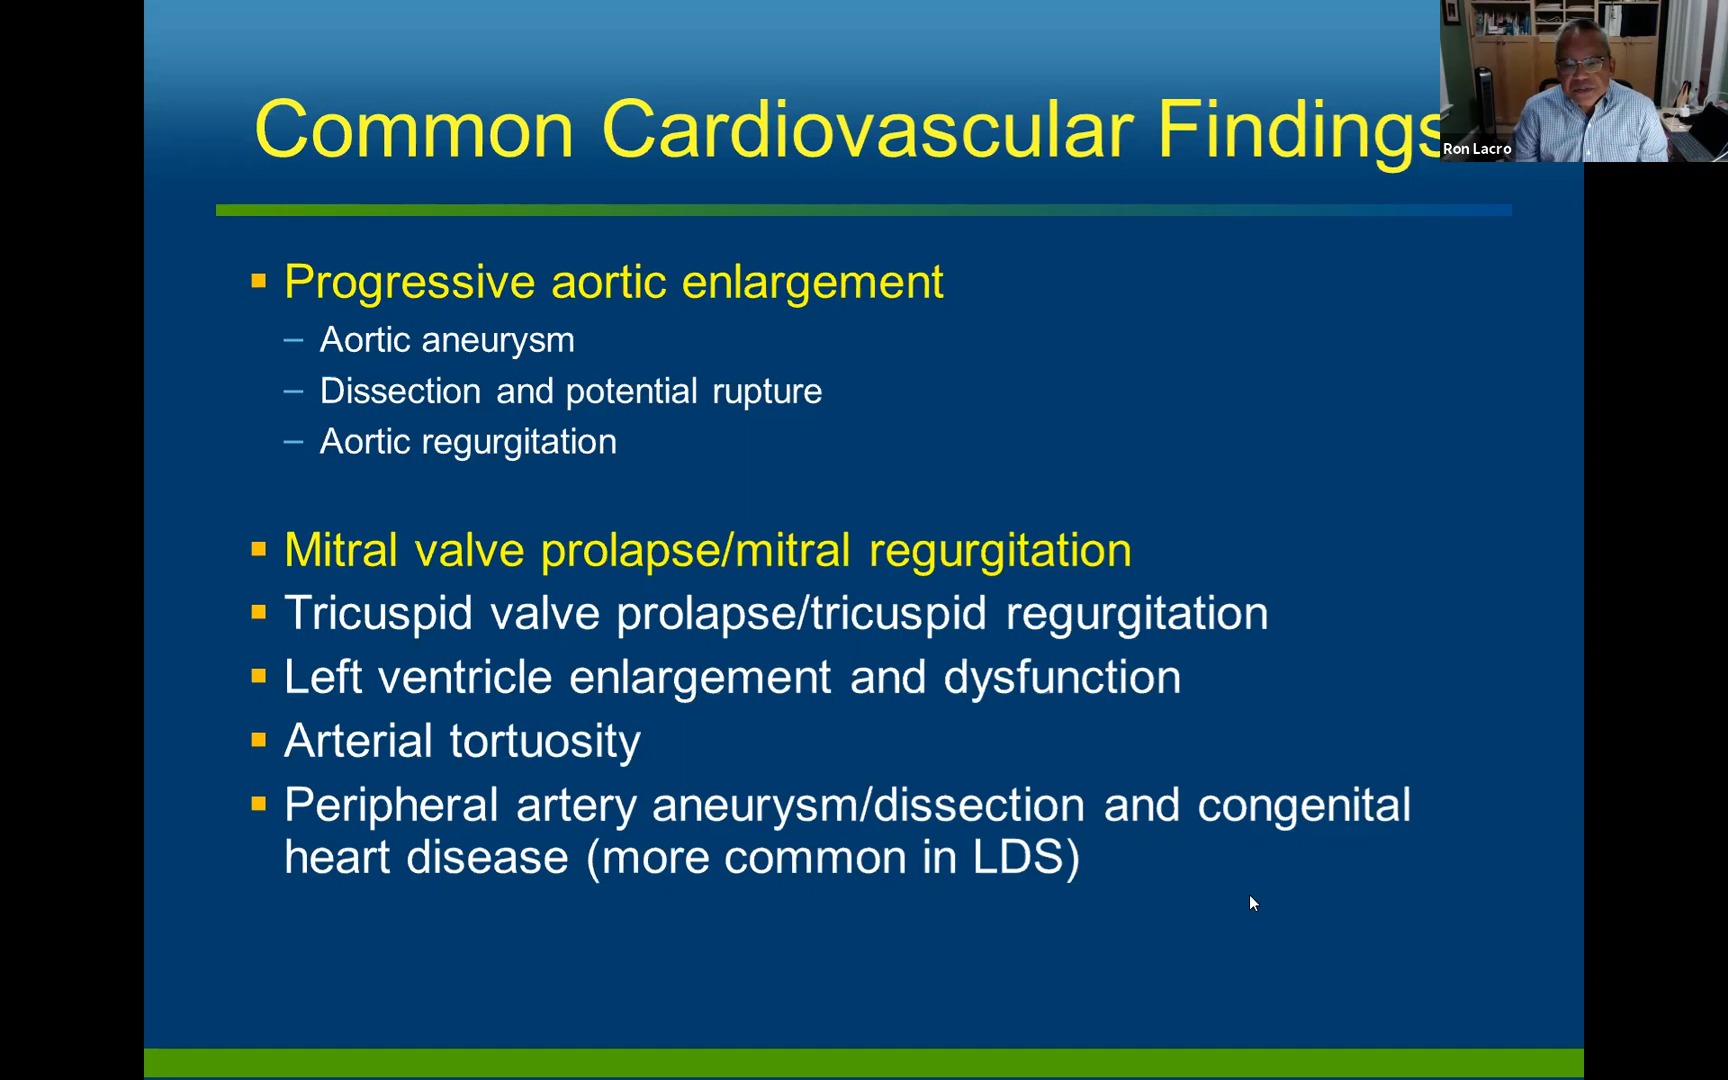 Common Cardiovascular Findings
Ron Lacro
Progressive aortic enlargement
– Aortic aneurysm
– Dissection and potential rupture
– Aortic regurgitation
Mitral valve prolapse/mitral regurgitation
Tricuspid valve prolapse/tricuspid regurgitation
Left ventricle enlargement and dysfunction
Arterial tortuosity
Peripheral artery aneurysm/dissection and congenital
heart disease (more common in LDS)